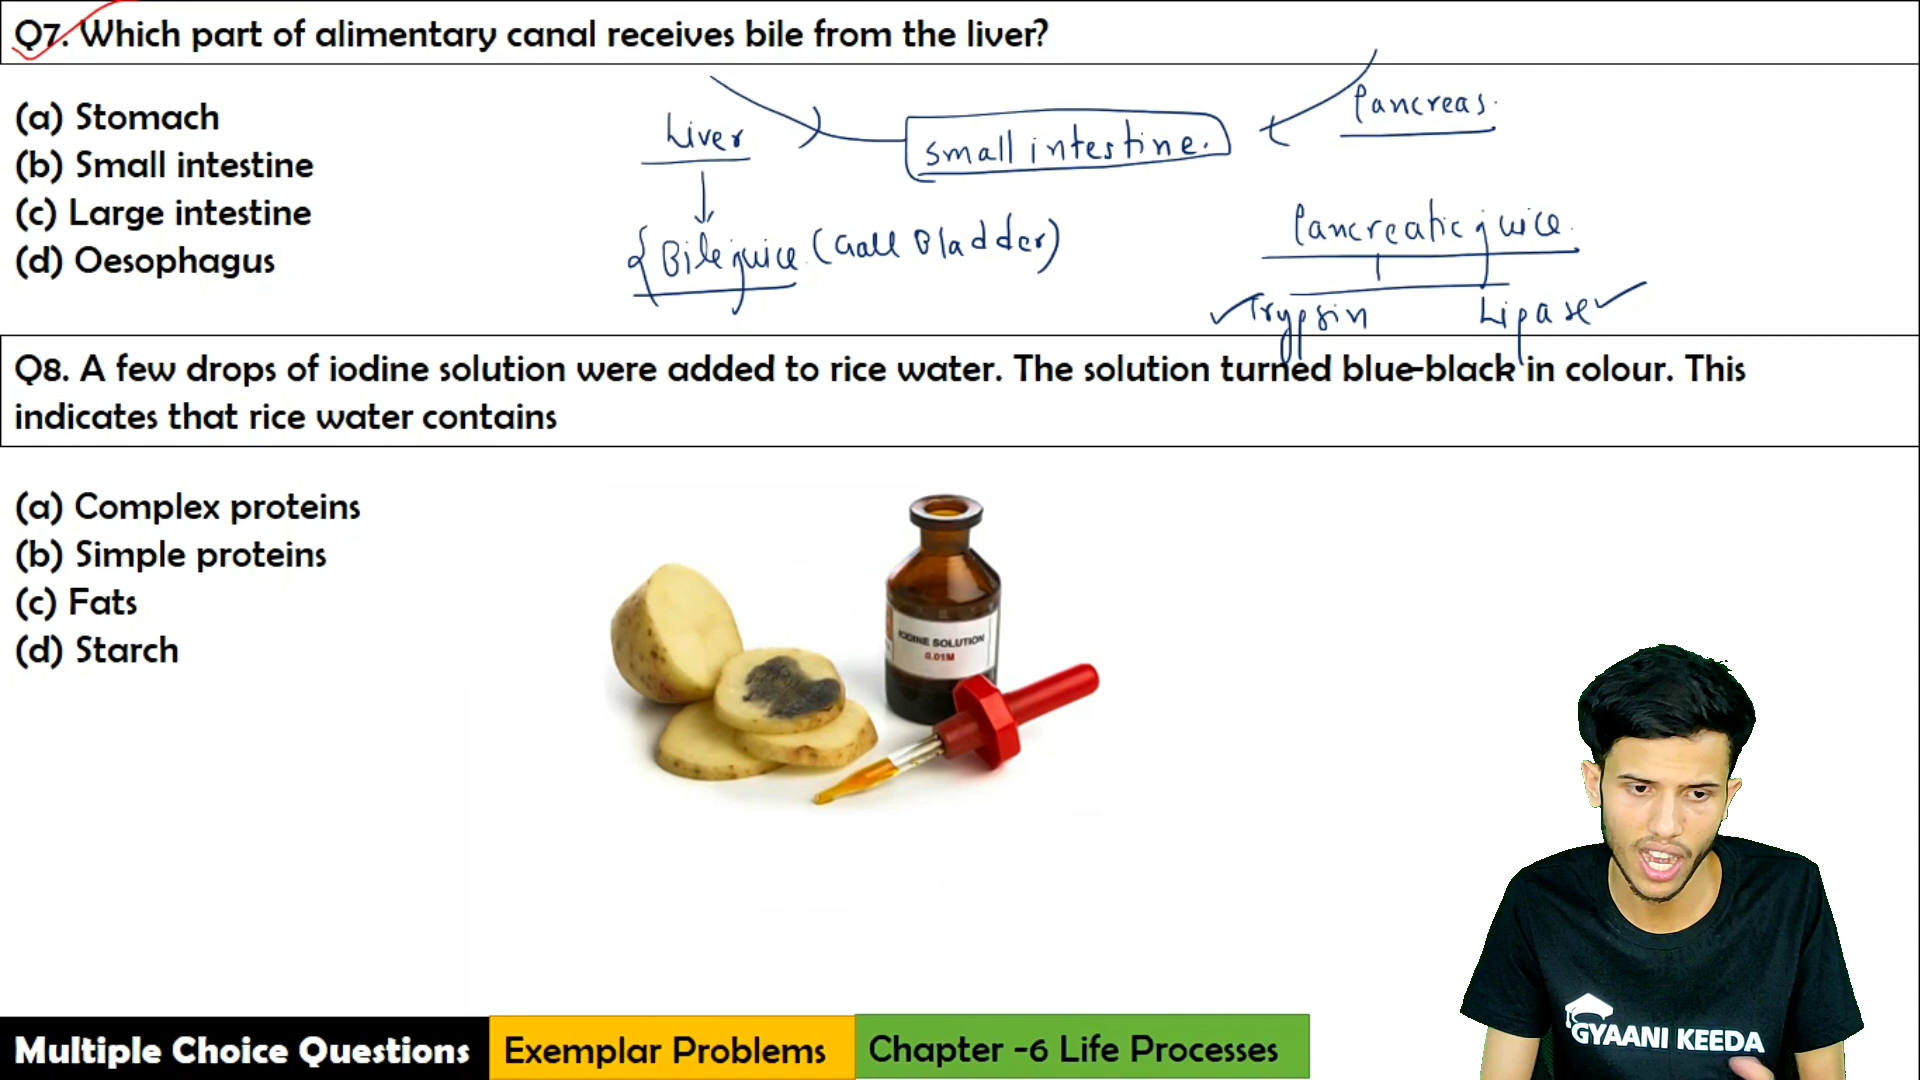 Q7. Which part of alimentary canal receives bile from the liver?
(a) Stomach
(b) Small intestine
(c) Large intestine
(d) Oesophagus
Liver
small intestine.
Pancreas.
Bile juice (Gall Bladder)
Pancreatic juice.
Trypsin
Lipase
Q8. A few drops of iodine solution were added to rice water. The solution turned blue-black in colour. This
indicates that rice water contains
(a) Complex proteins
(b) Simple proteins
(c) Fats
(d) Starch
IODINE SOLUTION
0.01M
GYAANI KEEDA
Multiple Choice Questions
Exemplar Problems
Chapter -6 Life Processes